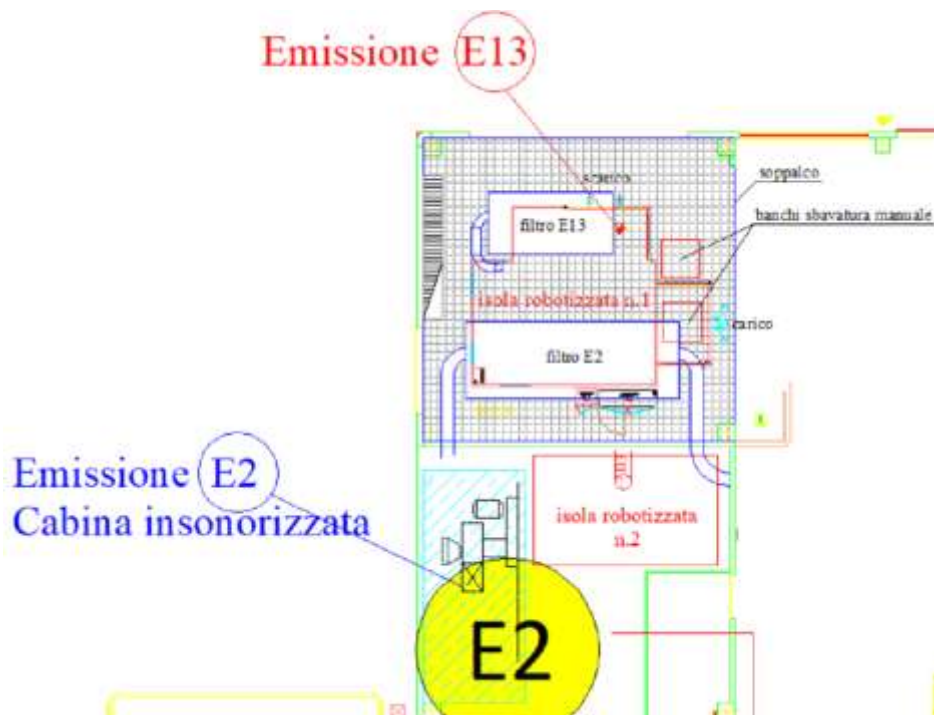 Emissione E13
soppalco
scarico
banchi sbavatura manuale
filtro E13
isola robotizzata n.1
carico
filtro E2
Emissione E2
Cabina insonorizzata
isola robotizzata
n.2
E2